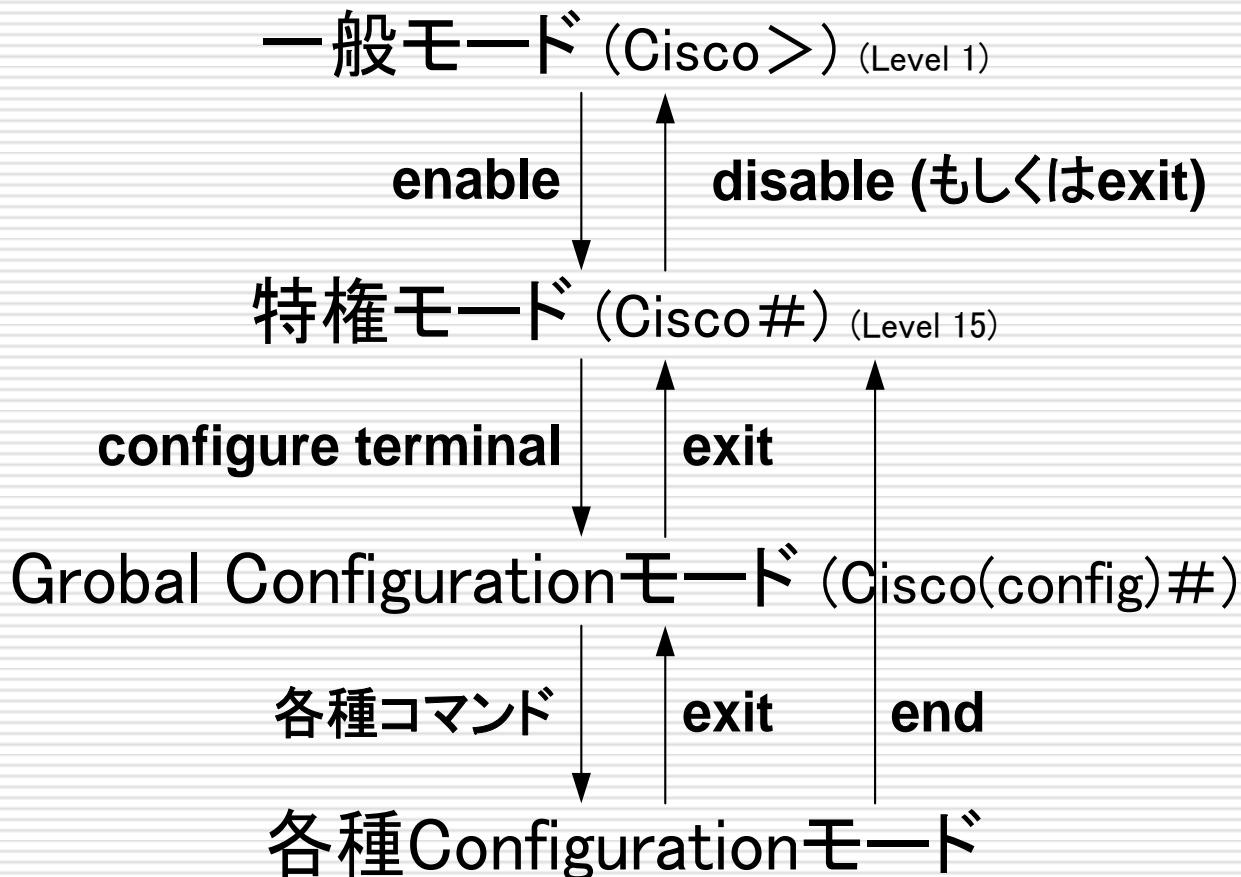 一般モード (Cisco＞) (Level 1)
enable
disable (もしくはexit)
特権モード (Cisco＃) (Level 15)
configure terminal
exit
Grobal Configurationモード (Cisco(config)＃)
各種コマンド
exit
end
各種Configurationモード